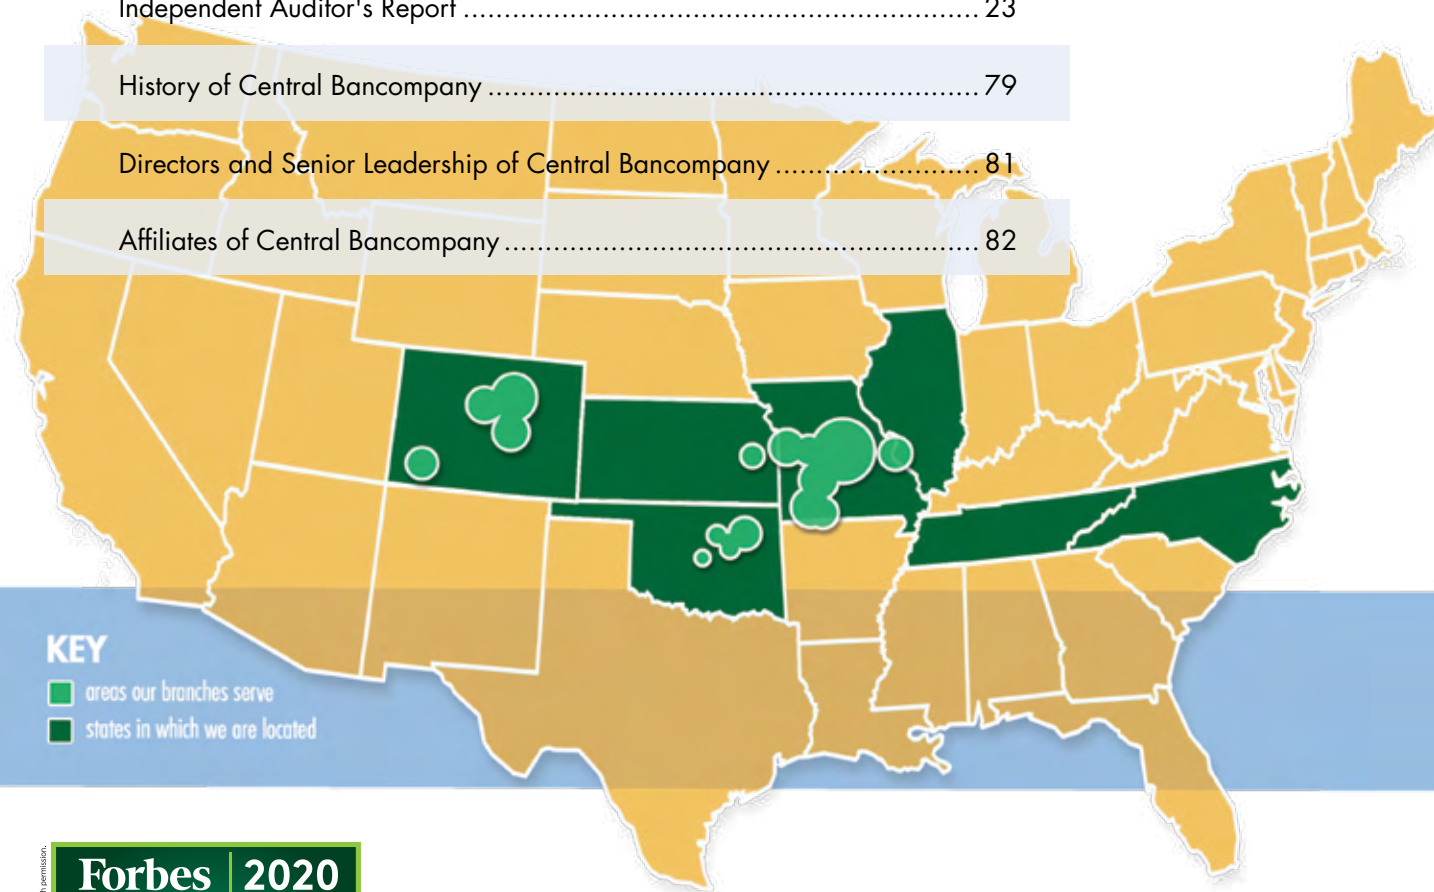 Independent Auditor's Report ................................................................ 23
History of Central Bancompany ............................................................. 79
Directors and Senior Leadership of Central Bancompany ......................... 81
Affiliates of Central Bancompany ........................................................... 82
KEY
areas our branches serve
states in which we are located
Forbes | 2020
permission.